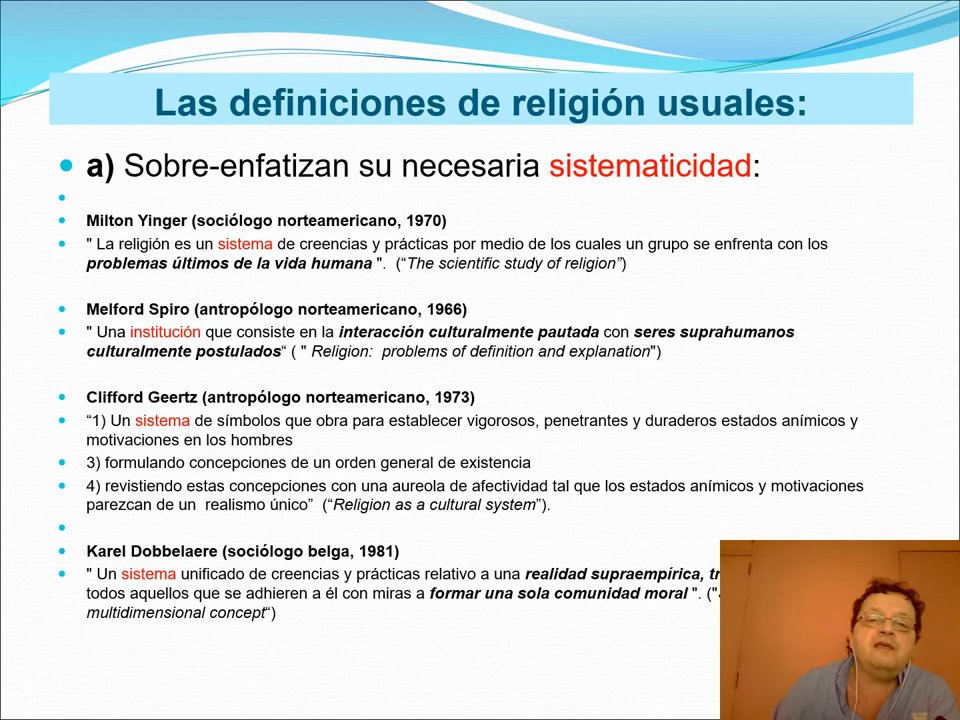 Las definiciones de religión usuales:
a) Sobre-enfatizan su necesaria sistematicidad:
Milton Yinger (sociólogo norteamericano, 1970)
" La religión es un sistema de creencias y prácticas por medio de los cuales un grupo se enfrenta con los
problemas últimos de la vida humana ". (“The scientific study of religion”)
Melford Spiro (antropólogo norteamericano, 1966)
" Una institución que consiste en la interacción culturalmente pautada con seres suprahumanos
culturalmente postulados“ ( " Religion: problems of definition and explanation")
Clifford Geertz (antropólogo norteamericano, 1973)
“1) Un sistema de símbolos que obra para establecer vigorosos, penetrantes y duraderos estados anímicos y
motivaciones en los hombres
3) formulando concepciones de un orden general de existencia
4) revistiendo estas concepciones con una aureola de afectividad tal que los estados anímicos y motivaciones
parezcan de un realismo único” (“Religion as a cultural system”).
Karel Dobbelaere (sociólogo belga, 1981)
" Un sistema unificado de creencias y prácticas relativo a una realidad supraempírica,
todos aquellos que se adhieren a él con miras a formar una sola comunidad moral ". ("
multidimensional concept“)